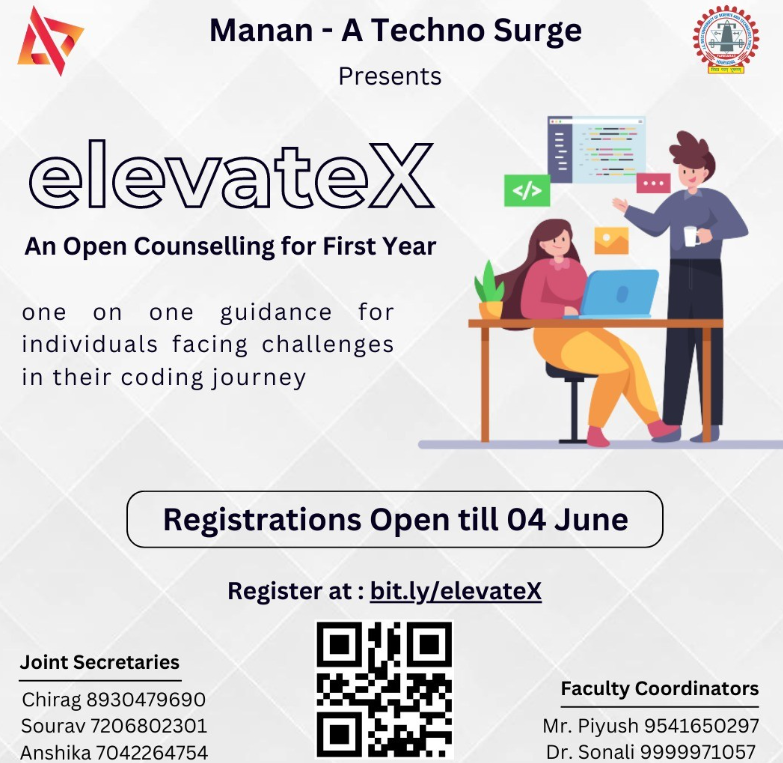 Manan - A Techno Surge
Presents
elevateX
An Open Counselling for First Year
one on one guidance for
individuals facing challenges
in their coding journey
</>
Registrations Open till 04 June
Register at : bit.ly/elevateX
Joint Secretaries
Chirag 8930479690
Sourav 7206802301
Anshika 7042264754
Faculty Coordinators
Mr. Piyush 9541650297
Dr. Sonali 9999971057